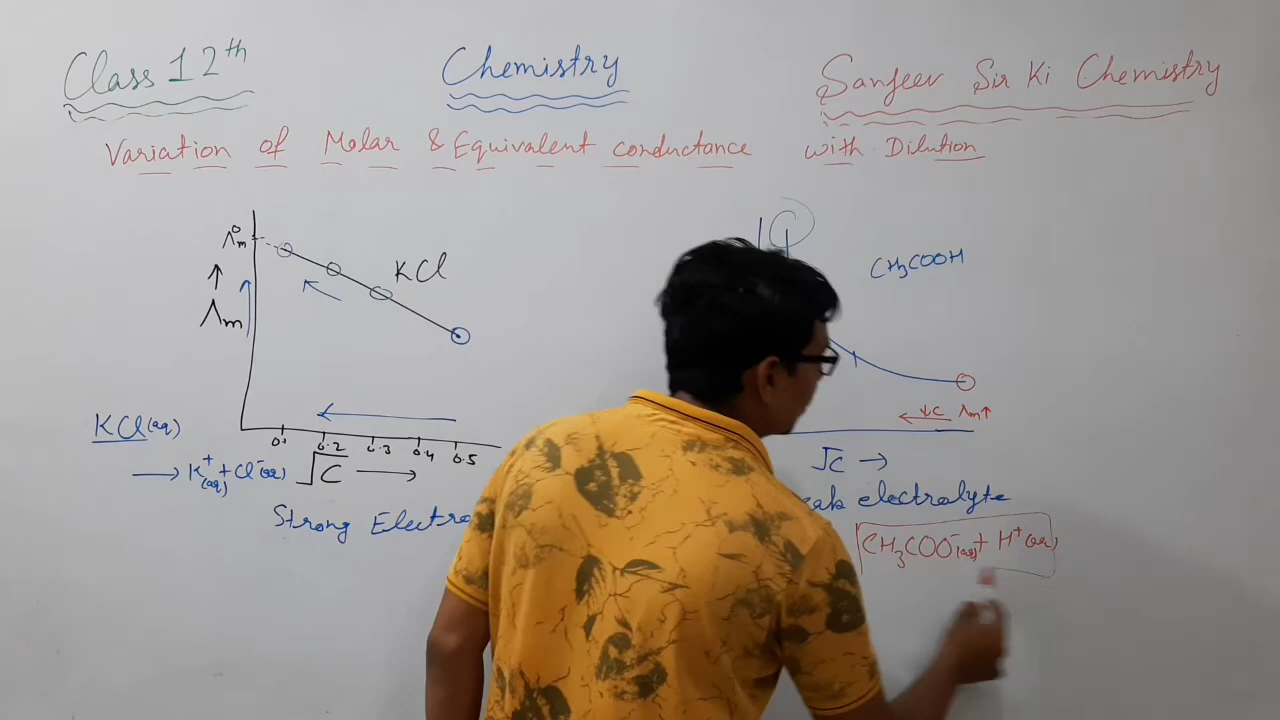 Class 12th
Chemistry
Sanjeev Sir Ki Chemistry
Variation of Molar & Equivalent conductance with Dilution
Λ°m
Λm
KCl
0.1 0.2 0.3 0.4 0.5
√C
KCl(aq)
→ K+(aq) + Cl-(aq)
Strong Electro
CH3COOH
↓C Λm↑
√C →
eak electrolyte
CH3COO-(aq) + H+(aq)